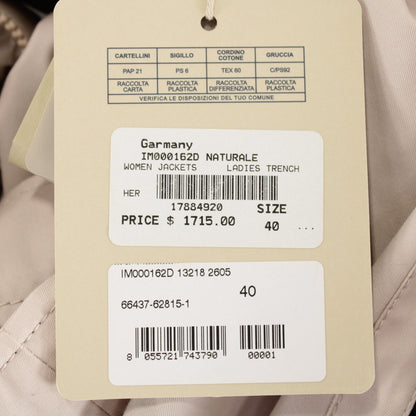 CARTELLINI SIGILLO CORDINO COTONE GRUCCIA
PAP 21 PS 6 TEX 60 C/PS92
RACCOLTA CARTA RACCOLTA PLASTICA RACCOLTA DIFFERENZIATA RACCOLTA PLASTICA
VERIFICA LE DISPOSIZIONI DEL TUO COMUNE
Garmany
IM000162D NATURALE
WOMEN JACKETS LADIES TRENCH
HER
17884920 SIZE
PRICE $ 1715.00 40 ...
IM000162D 13218 2605
66437-62815-1 40
8 055721 743790 00001